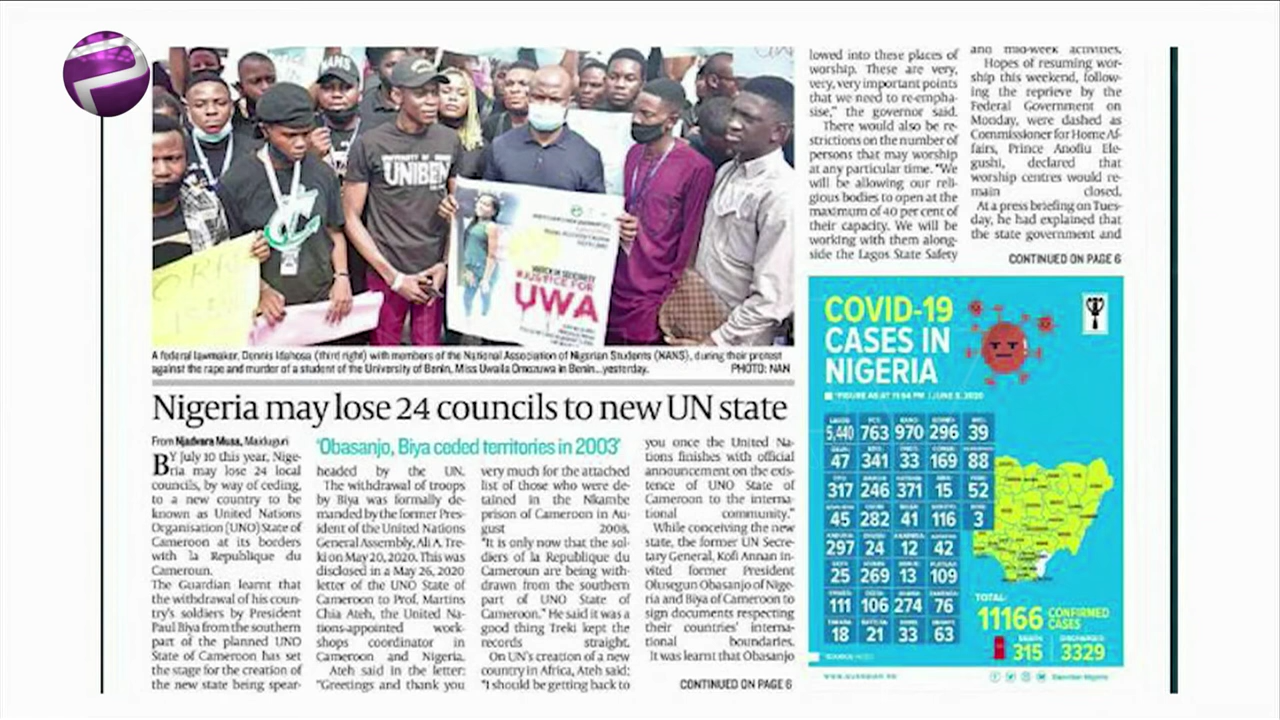 NANS
UNIBEN
#JUSTICE FOR
UWA
A federal lawmaker, Dennis Idahosa (third right) with members of the National Association of Nigerian Students (NANS), during their protest
against the rape and murder of a student of the University of Benin, Miss Uwaila Omozuwa in Benin...yesterday.
PHOTO: NAN
Nigeria may lose 24 councils to new UN state
From Njadvara Musa, Maiduguri
BY July 10 this year, Nige-
ria may lose 24 local
councils, by way of ceding,
to a new country to be
known as United Nations
Organisation (UNO) State of
Cameroon at its borders
with la Republique du
Cameroun.
The Guardian learnt that
the withdrawal of his coun-
try's soldiers by President
Paul Biya from the southern
part of the planned UNO
State of Cameroon has set
the stage for the creation of
the new state being spear-
'Obasanjo, Biya ceded territories in 2003'
headed by the UN.
The withdrawal of troops
by Biya was formally de-
manded by the former Pres-
ident of the United Nations
General Assembly, Ali A. Tre-
ki on May 20, 2020. This was
disclosed in a May 26, 2020
letter of the UNO State of
Cameroon to Prof. Martins
Chia Ateh, the United Na-
tions-appointed work-
shops coordinator in
Cameroon and Nigeria.
Ateh said in the letter:
"Greetings and thank you
very much for the attached
list of those who were de-
tained in the Nkambe
prison of Cameroon in Au-
gust 2008.
"It is only now that the sol-
diers of la Republique du
Cameroun are being with-
drawn from the southern
part of UNO State of
Cameroon." He said it was a
good thing Treki kept the
records straight.
On UN's creation of a new
country in Africa, Ateh said:
"I should be getting back to
you once the United Na-
tions finishes with official
announcement on the exis-
tence of UNO State of
Cameroon to the interna-
tional community."
While conceiving the new
state, the former UN Secre-
tary General, Kofi Annan in-
vited former President
Olusegun Obasanjo of Nige-
ria and Biya of Cameroon to
sign documents respecting
their countries' interna-
tional boundaries.
It was learnt that Obasanjo
CONTINUED ON PAGE 6
lowed into these places of
worship. These are very,
very, very important points
that we need to re-empha-
sise," the governor said.
There would also be re-
strictions on the number of
persons that may worship
at any particular time. "We
will be allowing our reli-
gious bodies to open at the
maximum of 40 per cent of
their capacity. We will be
working with them along-
side the Lagos State Safety
and mid-week activities.
Hopes of resuming wor-
ship this weekend, follow-
ing the reprieve by the
Federal Government on
Monday, were dashed as
Commissioner for Home Af-
fairs, Prince Anofiu Ele-
gushi, declared that
worship centres would re-
main closed.
At a press briefing on Tues-
day, he had explained that
the state government and
CONTINUED ON PAGE 6
COVID-19
CASES IN
NIGERIA
5,440 763 970 296 39
47 341 33 169 88
317 246 371 15 52
45 282 41 116 3
297 24 12 42
25 269 13 109
111 106 274 76
18 21 33 63
TOTAL:
11166 CONFIRMED
CASES
DEATH
315
DISCHARGED
3329